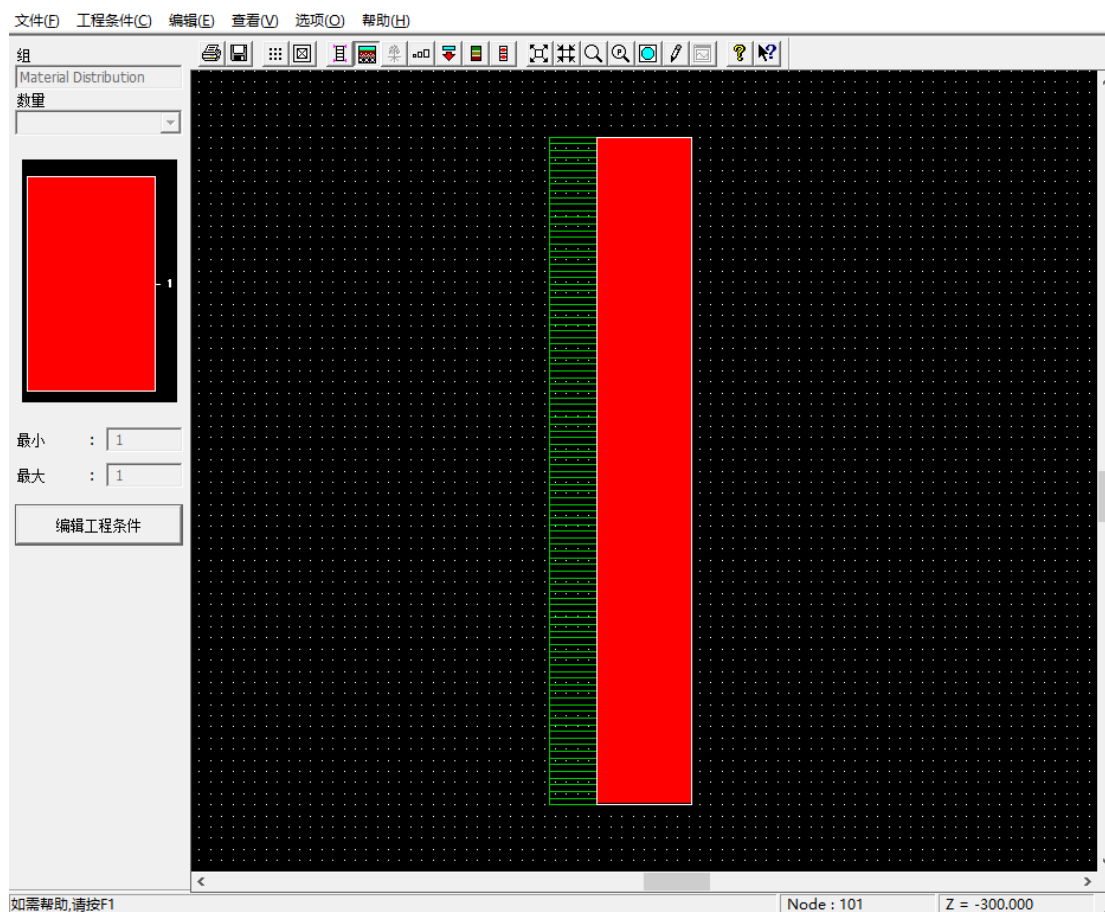 文件(F) 工程条件(C) 编辑(E) 查看(V) 选项(O) 帮助(H)
组
Material Distribution
数量
1
最小 : 1
最大 : 1
编辑工程条件
如需帮助,请按F1 Node : 101 Z = -300.000